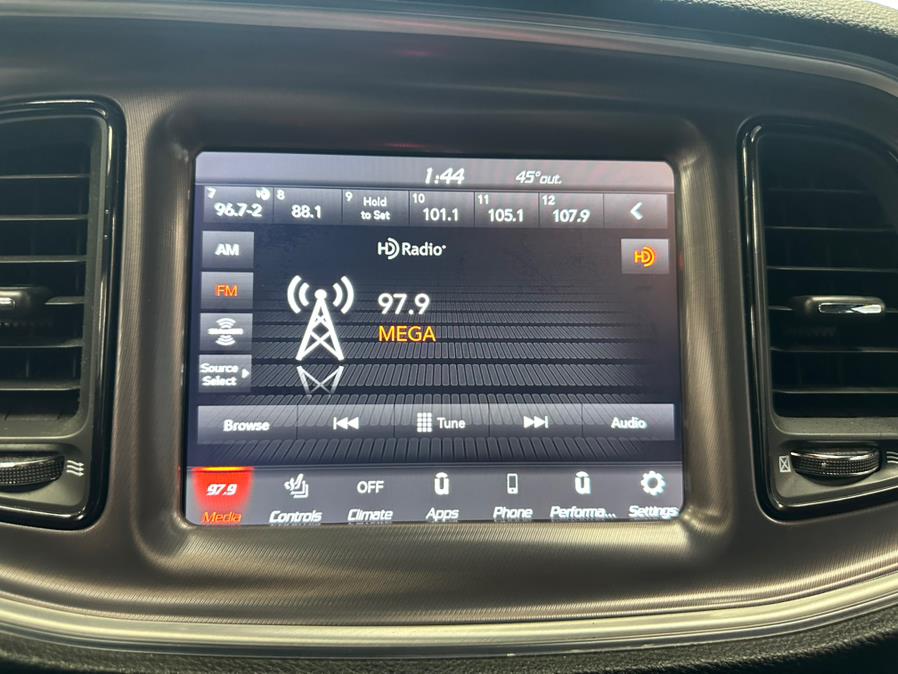 1:44 45° out.
7 HD 8 9 Hold 10 11 12
96.7-2 88.1 to Set 101.1 105.1 107.9
AM
HD Radio
HD
FM
97.9
MEGA
Source
Select
Browse Tune Audio
97.9 OFF
Media Controls Climate Apps Phone Performa... Settings